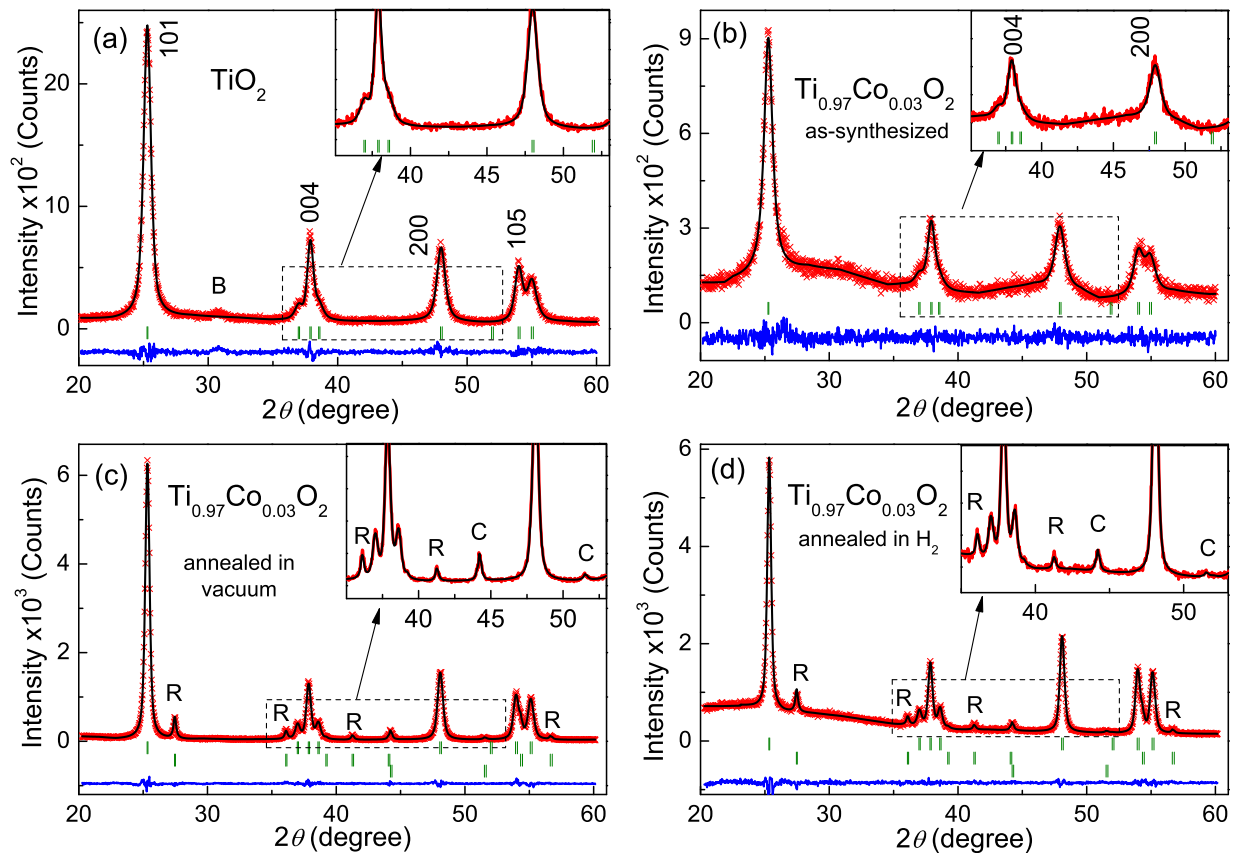 (a)
TiO2
101
004
200
105
B
Intensity x10^2 (Counts)
20
10
0
40 45 50
20 30 40 50 60
2θ (degree)
(b)
Ti0.97Co0.03O2
as-synthesized
004
200
Intensity x10^2 (Counts)
9
6
3
0
40 45 50
20 30 40 50 60
2θ (degree)
(c)
Ti0.97Co0.03O2
annealed in
vacuum
R
R
R
R
R
R
C
C
Intensity x10^3 (Counts)
6
4
2
0
40 45 50
20 30 40 50 60
2θ (degree)
(d)
Ti0.97Co0.03O2
annealed in H2
R
R
R
R
R
R
C
C
Intensity x10^3 (Counts)
6
4
2
0
40 50
20 30 40 50 60
2θ (degree)